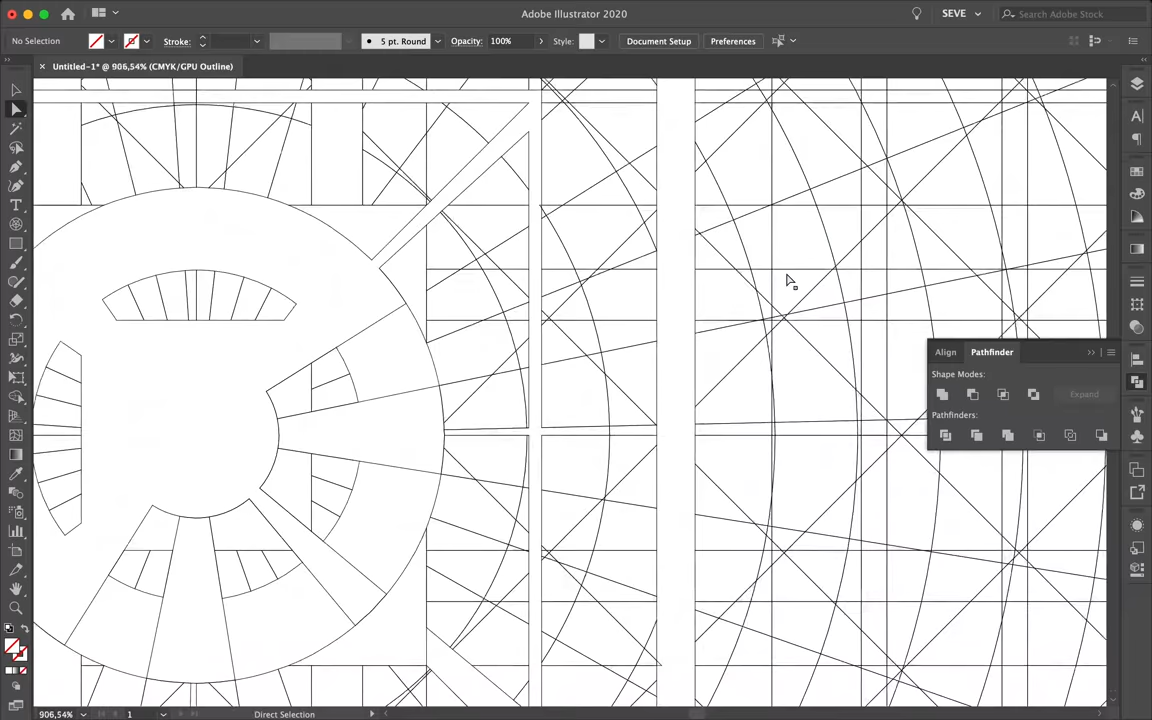 Adobe Illustrator 2020
SEVE
Search Adobe Stock
No Selection
Stroke:
5 pt. Round
Opacity:
100%
Style:
Document Setup
Preferences
Untitled-1* @ 906,54% (CMYK/GPU Outline)
Align
Pathfinder
Shape Modes:
Expand
Pathfinders:
906,54%
1
Direct Selection